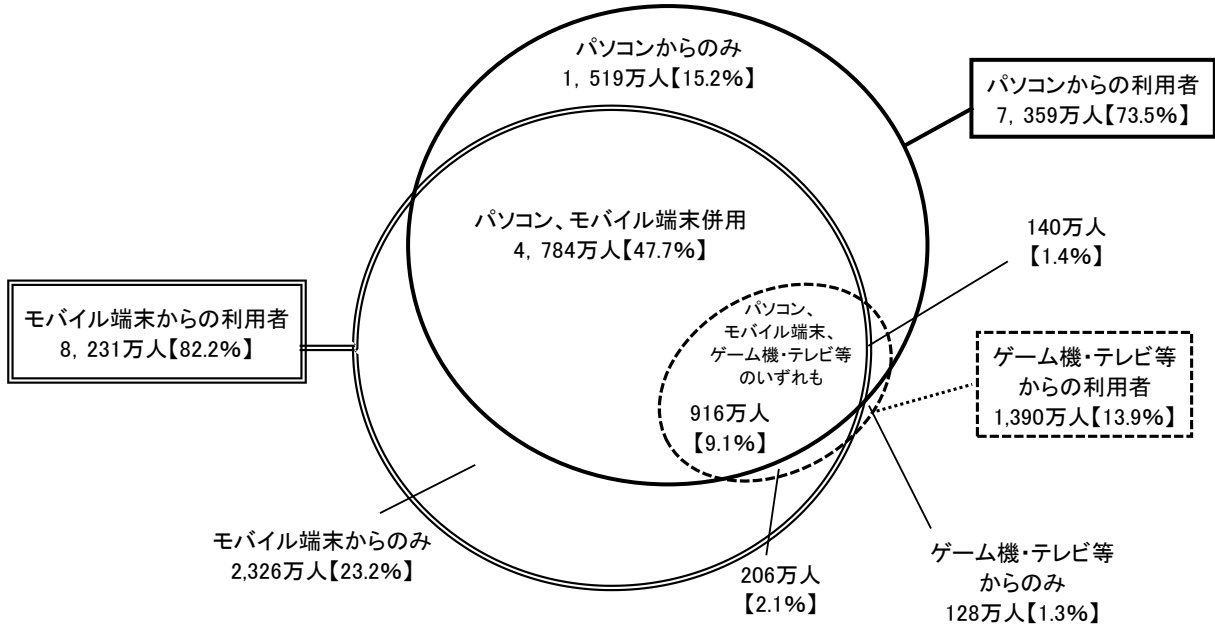 パソコンからのみ
1, 519万人【15.2%】
パソコンからの利用者
7, 359万人【73.5%】
パソコン、モバイル端末併用
4, 784万人【47.7%】
140万人
【1.4%】
モバイル端末からの利用者
8, 231万人【82.2%】
パソコン、
モバイル端末、
ゲーム機・テレビ等
のいずれも
916万人
【9.1%】
ゲーム機・テレビ等
からの利用者
1,390万人【13.9%】
モバイル端末からのみ
2,326万人【23.2%】
206万人
【2.1%】
ゲーム機・テレビ等
からのみ
128万人【1.3%】